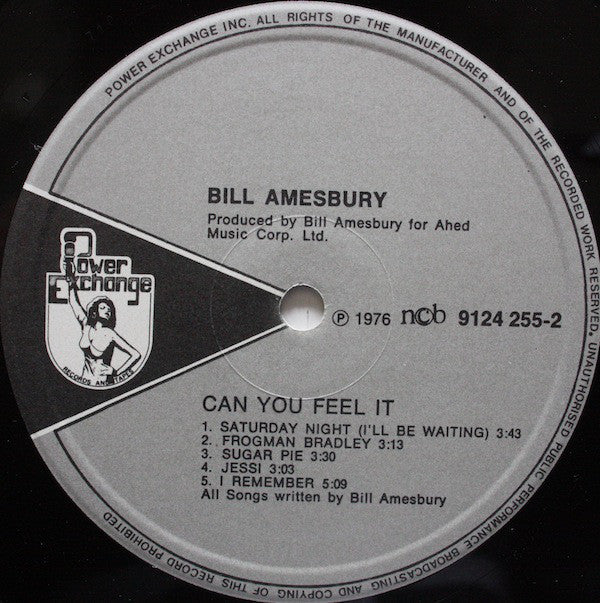 POWER EXCHANGE INC. ALL RIGHTS OF THE MANUFACTURER AND OF THE RECORDED WORK RESERVED. UNAUTHORISED PUBLIC PERFORMANCE BROADCASTING AND COPYING OF THIS RECORD PROHIBITED
BILL AMESBURY
Produced by Bill Amesbury for Ahed
Music Corp. Ltd.
Power
Exchange
RECORDS AND TAPES
℗ 1976 ncb 9124 255-2
CAN YOU FEEL IT
1. SATURDAY NIGHT (I'LL BE WAITING) 3:43
2. FROGMAN BRADLEY 3:13
3. SUGAR PIE 3:30
4. JESSI 3:03
5. I REMEMBER 5:09
All Songs written by Bill Amesbury